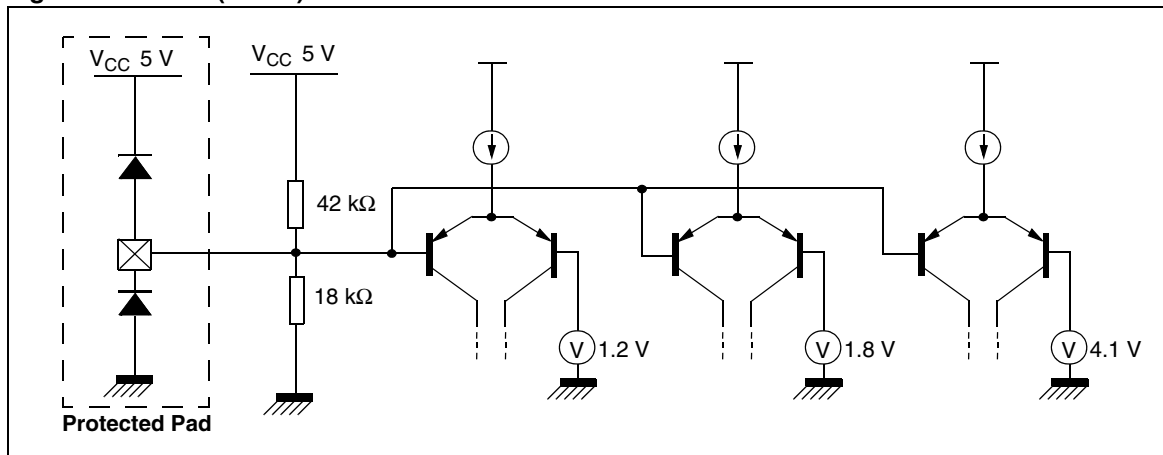 V_CC 5 V
V_CC 5 V
42 kΩ
18 kΩ
V 1.2 V
V 1.8 V
V 4.1 V
Protected Pad